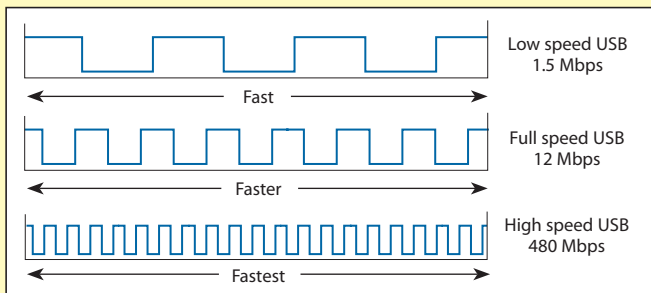 Low speed USB
1.5 Mbps
Fast
Full speed USB
12 Mbps
Faster
High speed USB
480 Mbps
Fastest